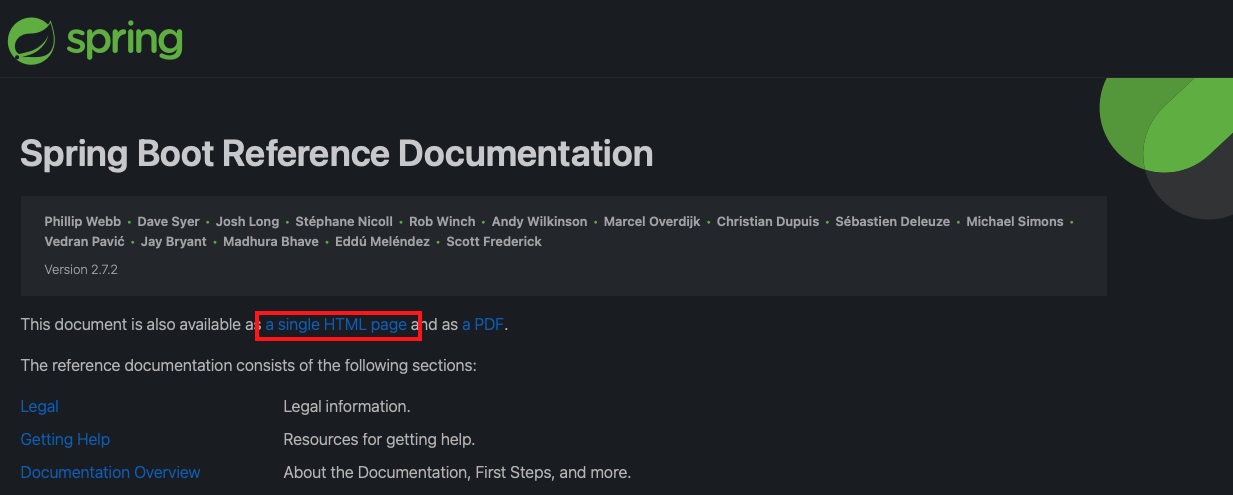 spring
Spring Boot Reference Documentation
Phillip Webb • Dave Syer • Josh Long • Stéphane Nicoll • Rob Winch • Andy Wilkinson • Marcel Overdijk • Christian Dupuis • Sébastien Deleuze • Michael Simons •
Vedran Pavić • Jay Bryant • Madhura Bhave • Eddú Meléndez • Scott Frederick
Version 2.7.2
This document is also available as a single HTML page and as a PDF.
The reference documentation consists of the following sections:
Legal Legal information.
Getting Help Resources for getting help.
Documentation Overview About the Documentation, First Steps, and more.